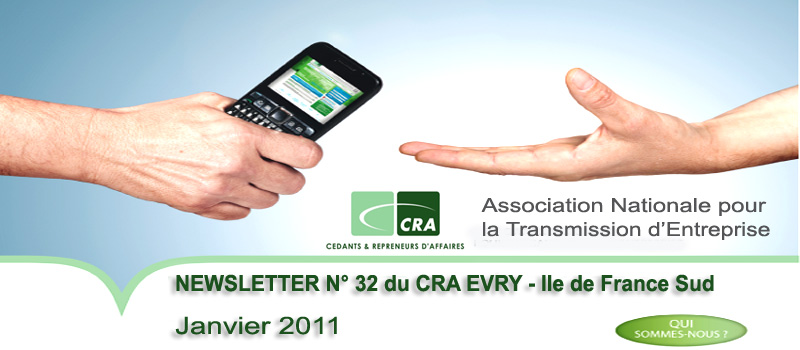 CRA
CEDANTS & REPRENEURS D'AFFAIRES
Association Nationale pour
la Transmission d'Entreprise
NEWSLETTER N° 32 du CRA EVRY - Ile de France Sud
Janvier 2011
QUI
SOMMES-NOUS ?